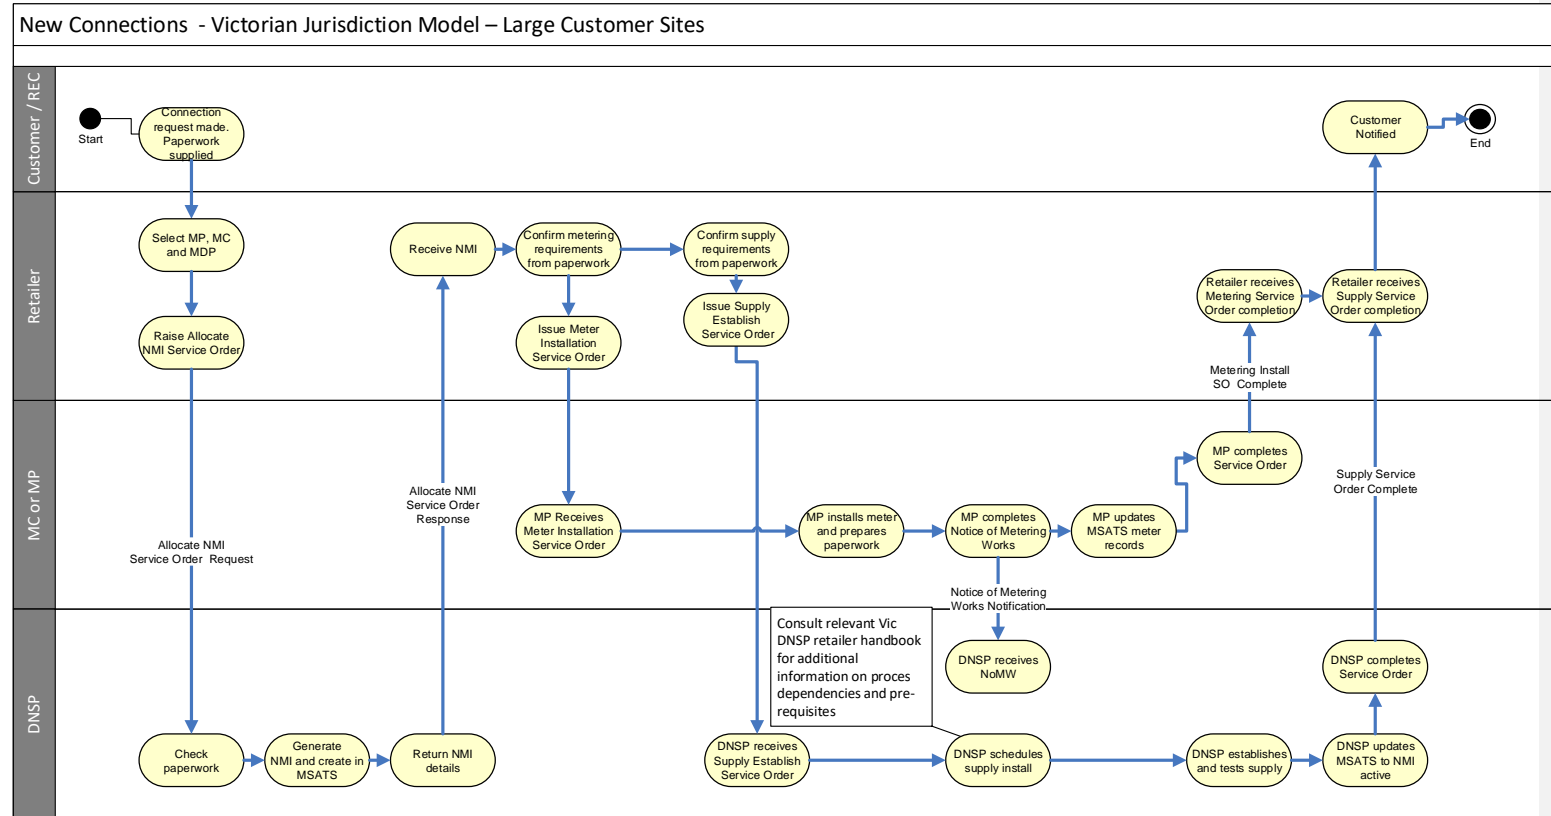 New Connections - Victorian Jurisdiction Model – Large Customer Sites
Customer / REC
Start
Connection
request made.
Paperwork
supplied
Customer
Notified
End
Retailer
Select MP, MC
and MDP
Raise Allocate
NMI Service Order
Receive NMI
Confirm metering
requirements
from paperwork
Issue Meter
Installation
Service Order
Confirm supply
requirements
from paperwork
Issue Supply
Establish
Service Order
Retailer receives
Metering Service
Order completion
Retailer receives
Supply Service
Order completion
Metering Install
SO Complete
MC or MP
Allocate NMI
Service Order Request
Allocate NMI
Service Order
Response
MP Receives
Meter Installation
Service Order
MP installs meter
and prepares
paperwork
MP completes
Notice of Metering
Works
MP updates
MSATS meter
records
MP completes
Service Order
Supply Service
Order Complete
Notice of Metering
Works Notification
DNSP
Check
paperwork
Generate
NMI and create in
MSATS
Return NMI
details
Consult relevant Vic
DNSP retailer handbook
for additional
information on proces
dependencies and pre-
requisites
DNSP receives
NoMW
DNSP receives
Supply Establish
Service Order
DNSP schedules
supply install
DNSP establishes
and tests supply
DNSP updates
MSATS to NMI
active
DNSP completes
Service Order